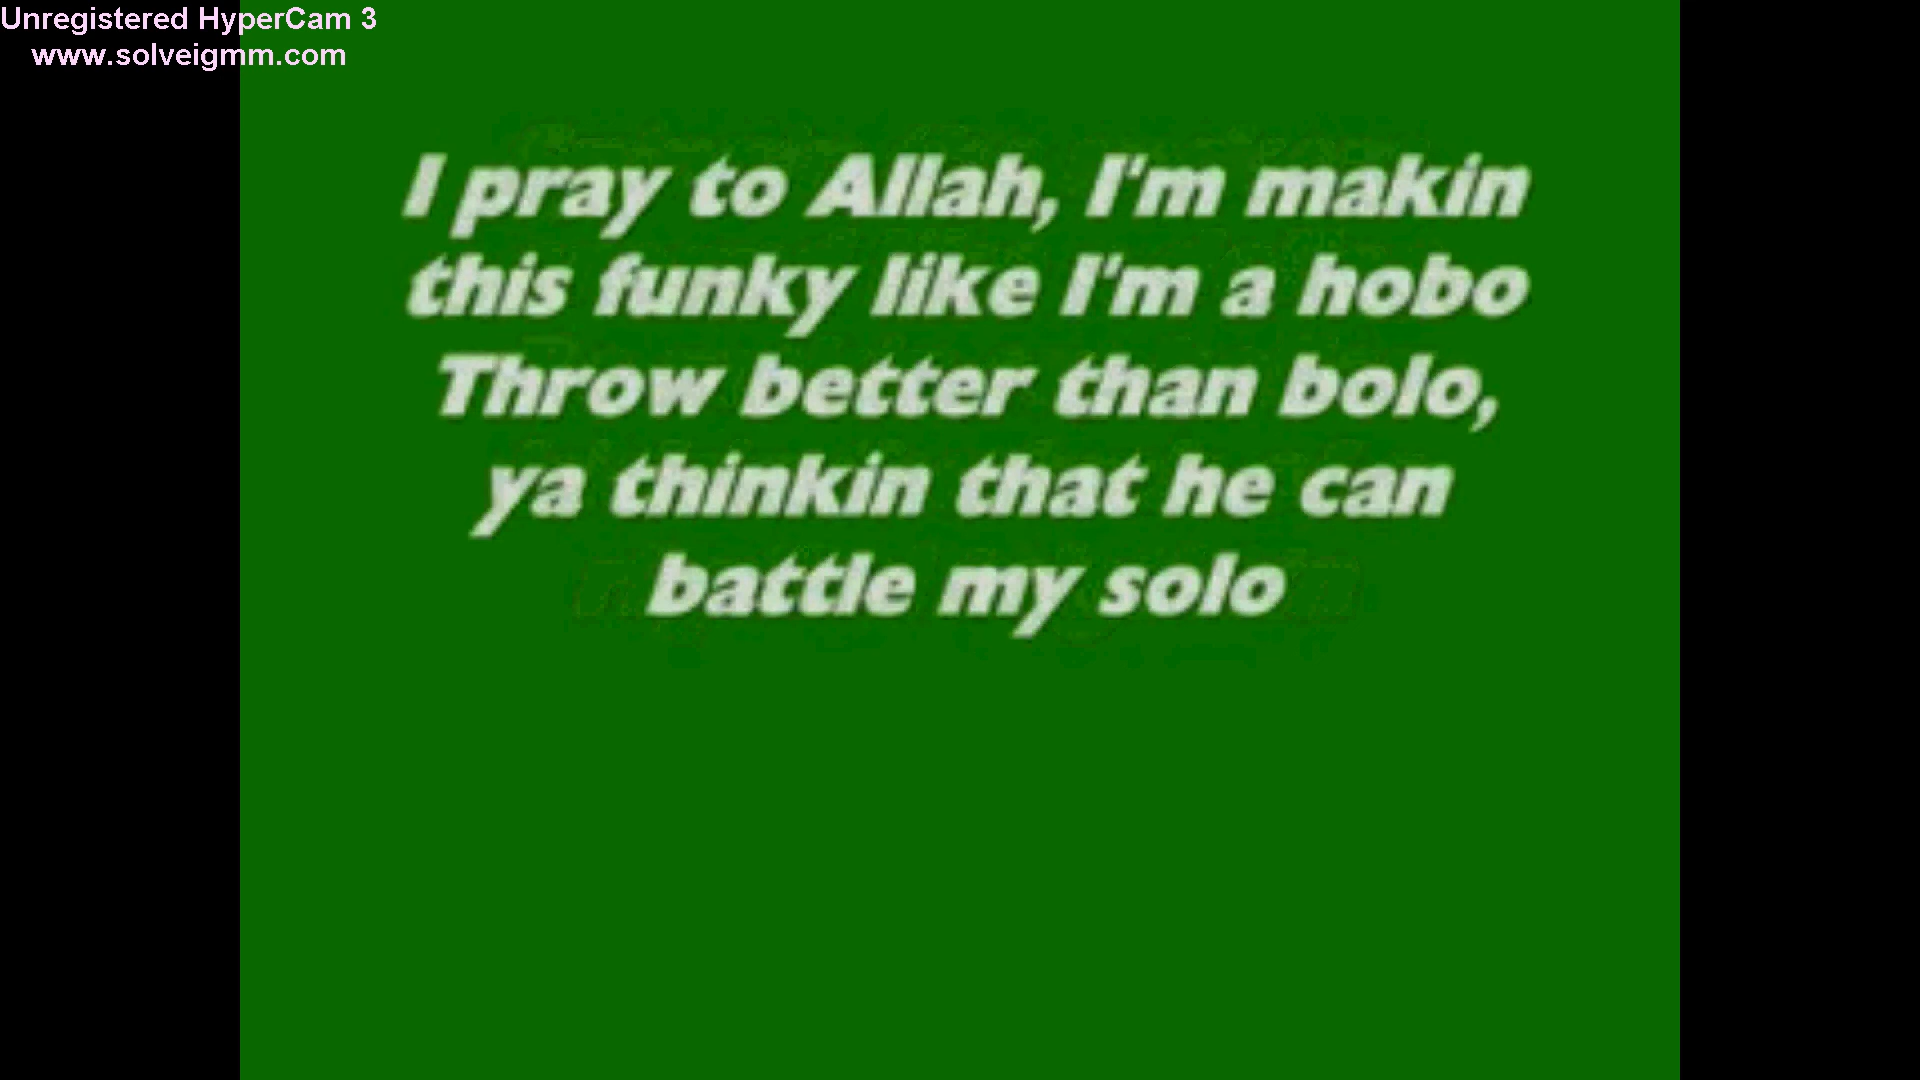 Unregistered HyperCam 3
www.solveigmm.com
I pray to Allah, I'm makin
this funky like I'm a hobo
Throw better than bolo,
ya thinkin that he can
battle my solo